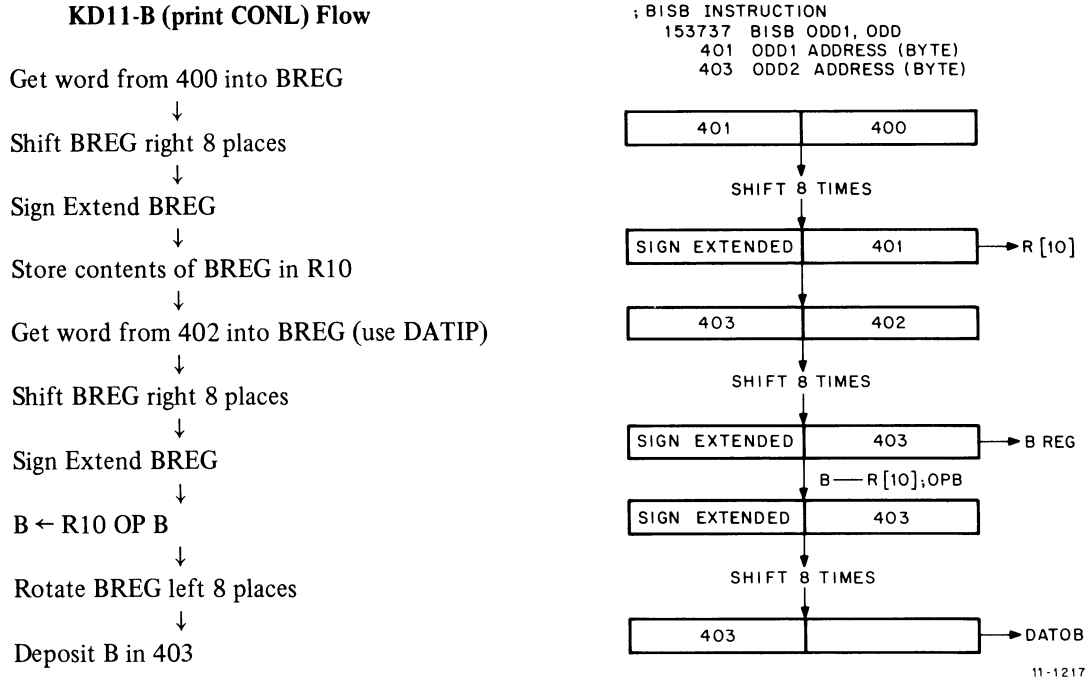 KD11-B (print CONL) Flow
Get word from 400 into BREG
↓
Shift BREG right 8 places
↓
Sign Extend BREG
↓
Store contents of BREG in R10
↓
Get word from 402 into BREG (use DATIP)
↓
Shift BREG right 8 places
↓
Sign Extend BREG
↓
B ← R10 OP B
↓
Rotate BREG left 8 places
↓
Deposit B in 403
; BISB INSTRUCTION
153737 BISB ODD1, ODD
401 ODD1 ADDRESS (BYTE)
403 ODD2 ADDRESS (BYTE)
401 400
SHIFT 8 TIMES
SIGN EXTENDED 401 R [10]
403 402
SHIFT 8 TIMES
SIGN EXTENDED 403 B REG
B — R [10]; OPB
SIGN EXTENDED 403
SHIFT 8 TIMES
403 DATOB
11-1217